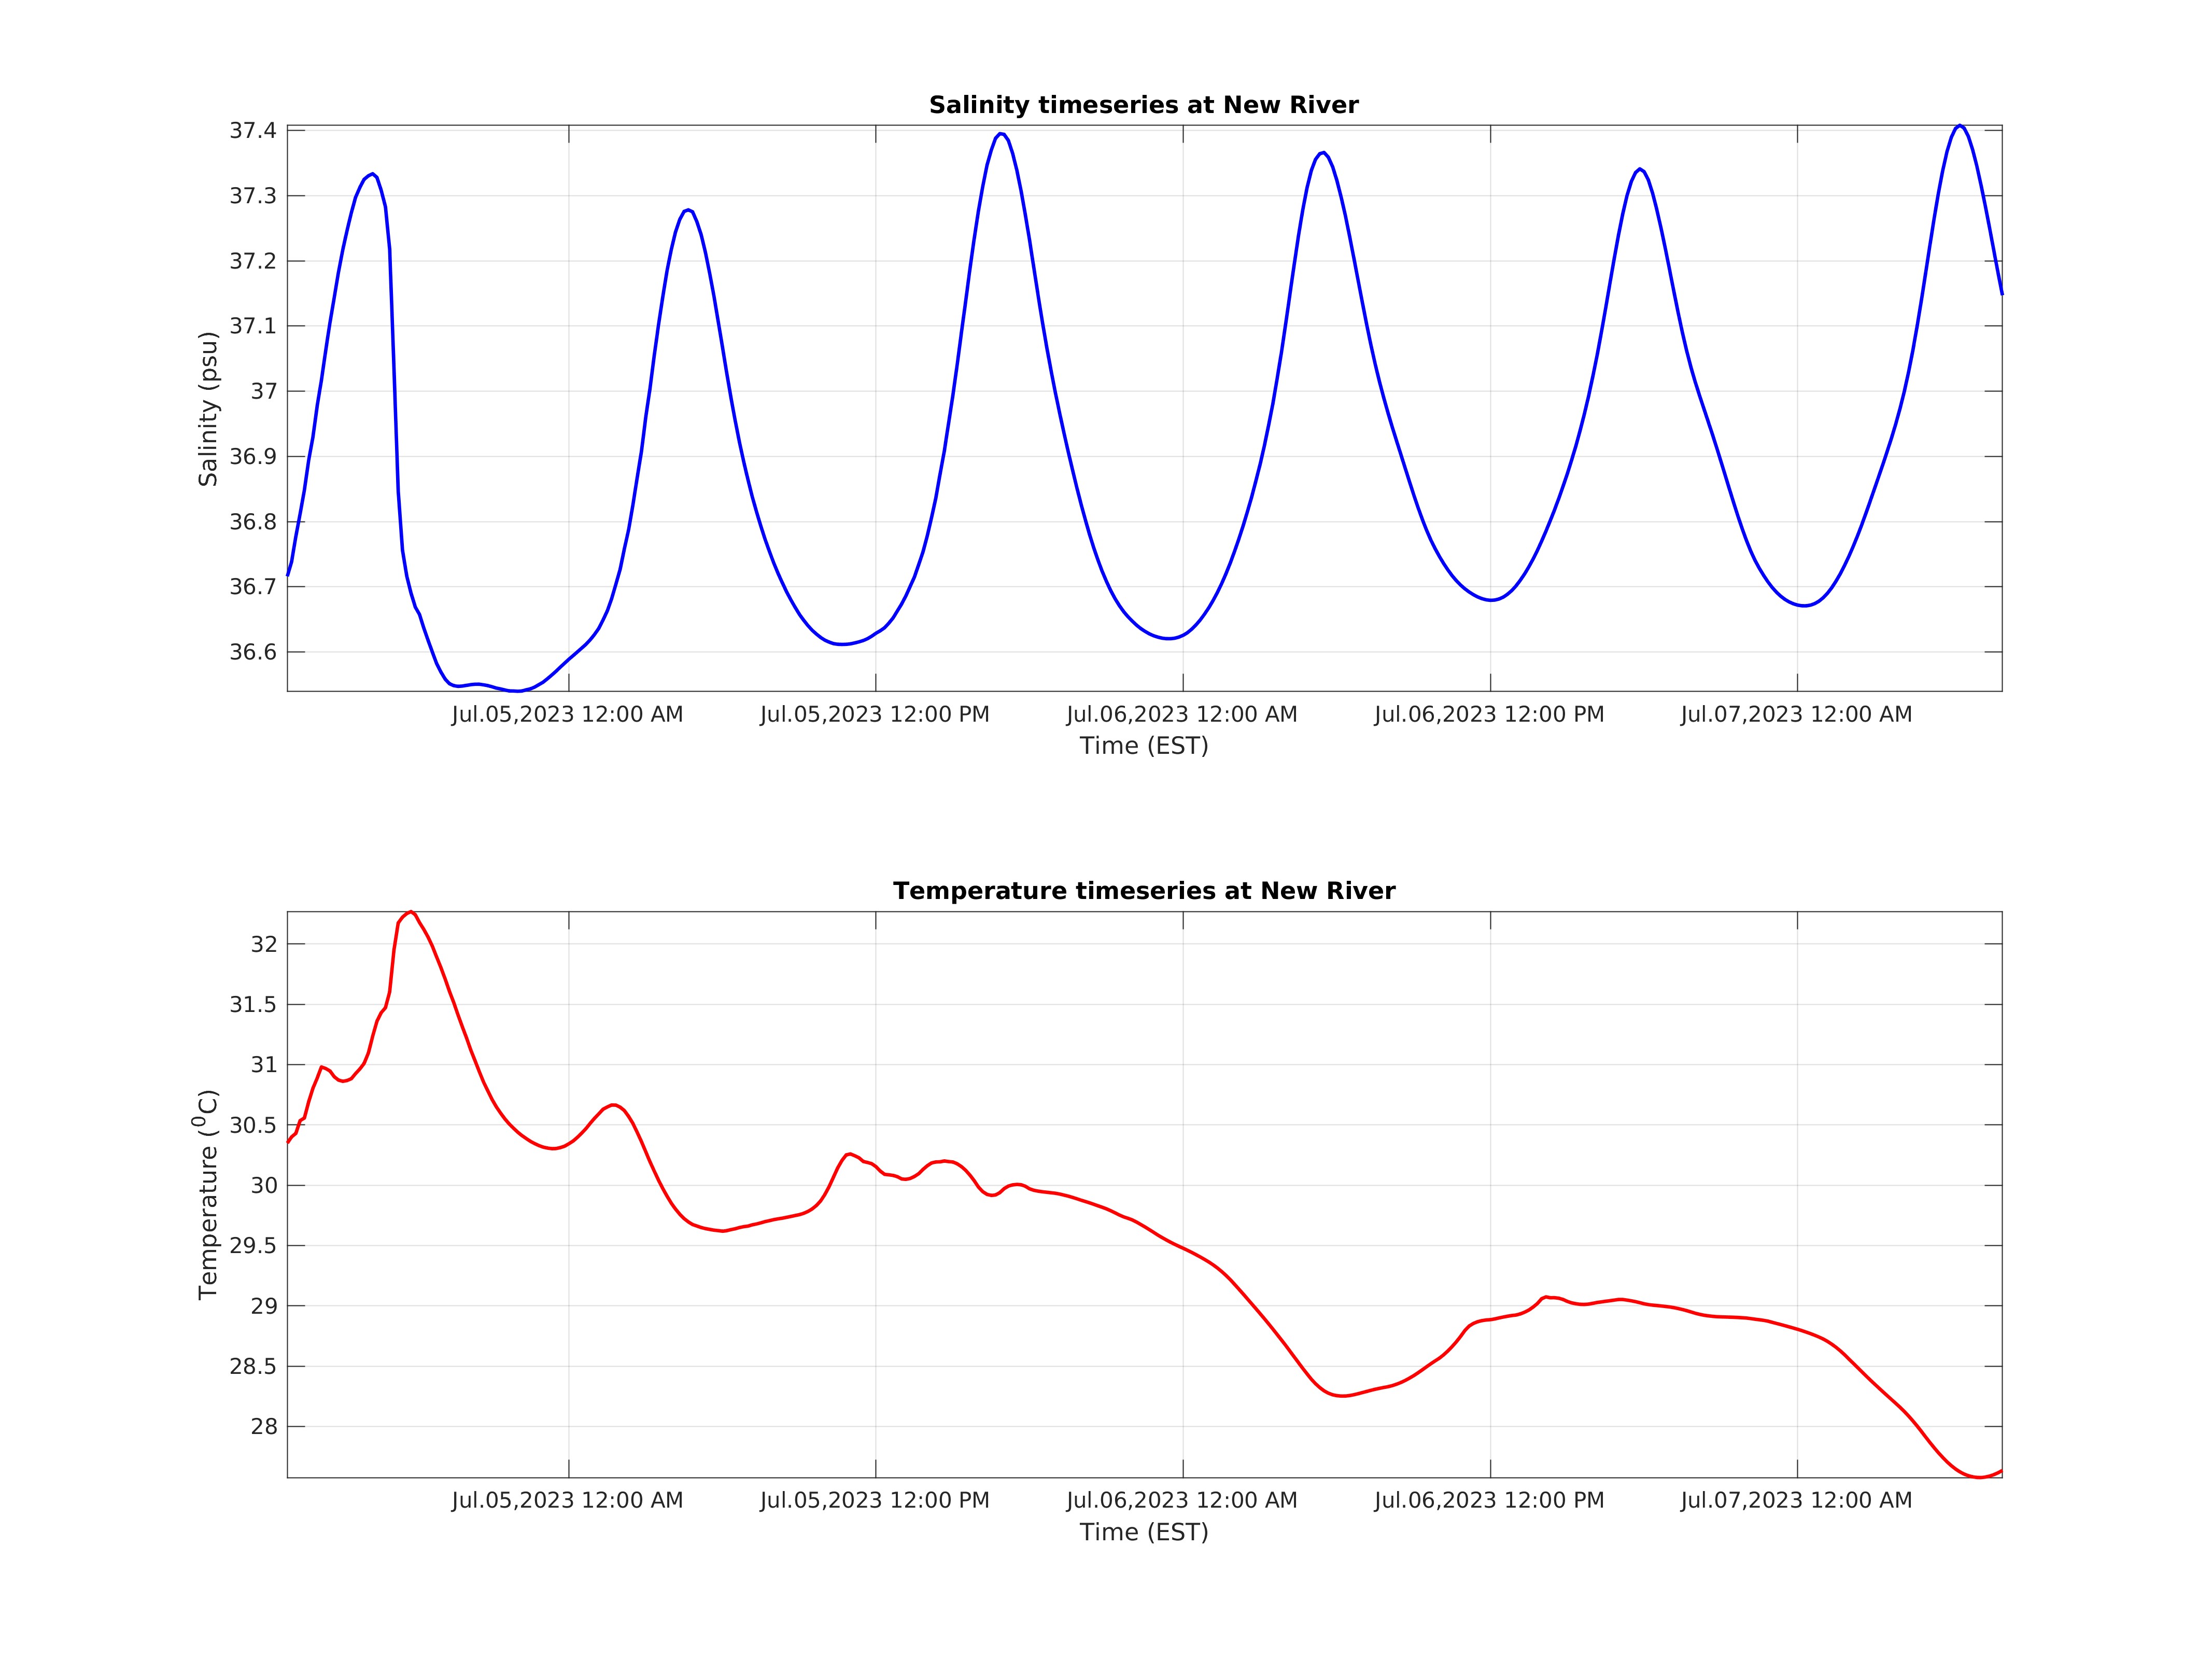 Salinity timeseries at New River
37.4
37.3
37.2
37.1
37
36.9
36.8
36.7
36.6
Salinity (psu)
Jul.05,2023 12:00 AM
Jul.05,2023 12:00 PM
Jul.06,2023 12:00 AM
Jul.06,2023 12:00 PM
Jul.07,2023 12:00 AM
Time (EST)
Temperature timeseries at New River
32
31.5
31
30.5
30
29.5
29
28.5
28
Temperature (⁰C)
Jul.05,2023 12:00 AM
Jul.05,2023 12:00 PM
Jul.06,2023 12:00 AM
Jul.06,2023 12:00 PM
Jul.07,2023 12:00 AM
Time (EST)